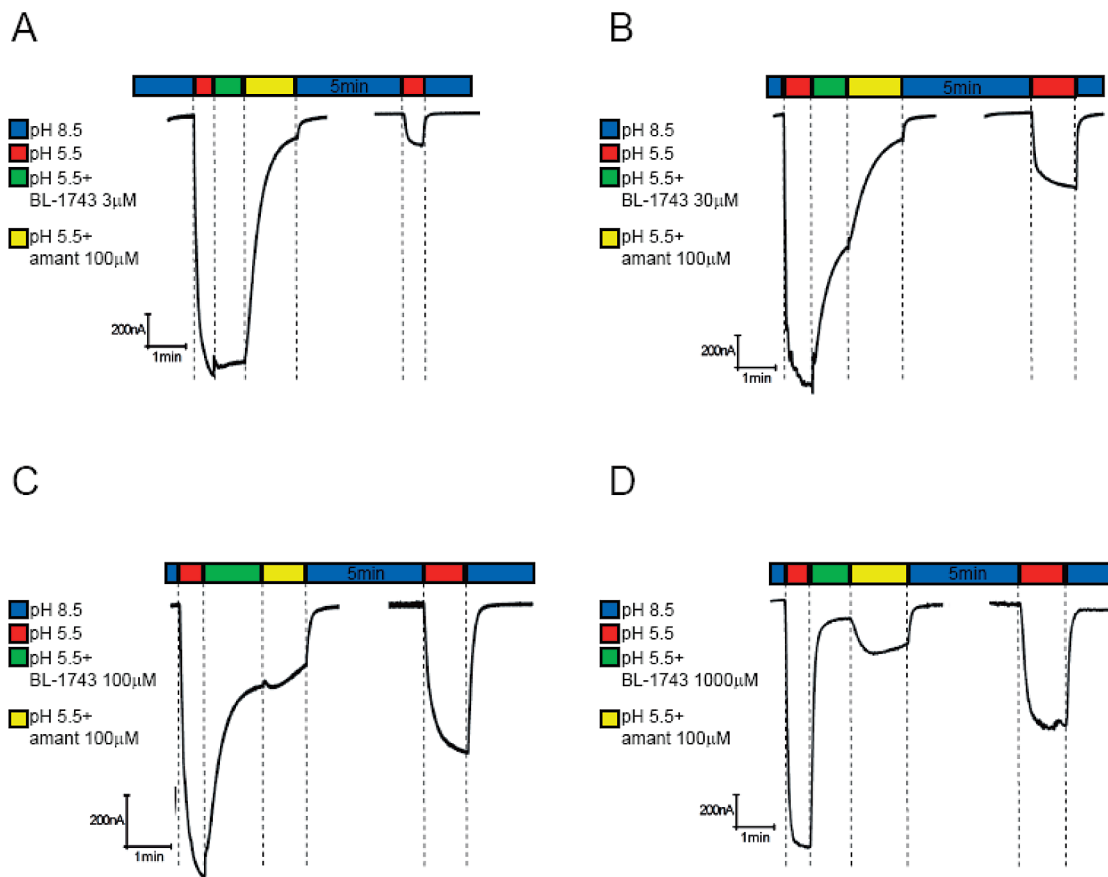 A
5min
pH 8.5
pH 5.5
pH 5.5+
BL-1743 3μM
pH 5.5+
amant 100μM
200nA
1min
B
5min
pH 8.5
pH 5.5
pH 5.5+
BL-1743 30μM
pH 5.5+
amant 100μM
200nA
1min
C
5min
pH 8.5
pH 5.5
pH 5.5+
BL-1743 100μM
pH 5.5+
amant 100μM
200nA
1min
D
5min
pH 8.5
pH 5.5
pH 5.5+
BL-1743 1000μM
pH 5.5+
amant 100μM
200nA
1min